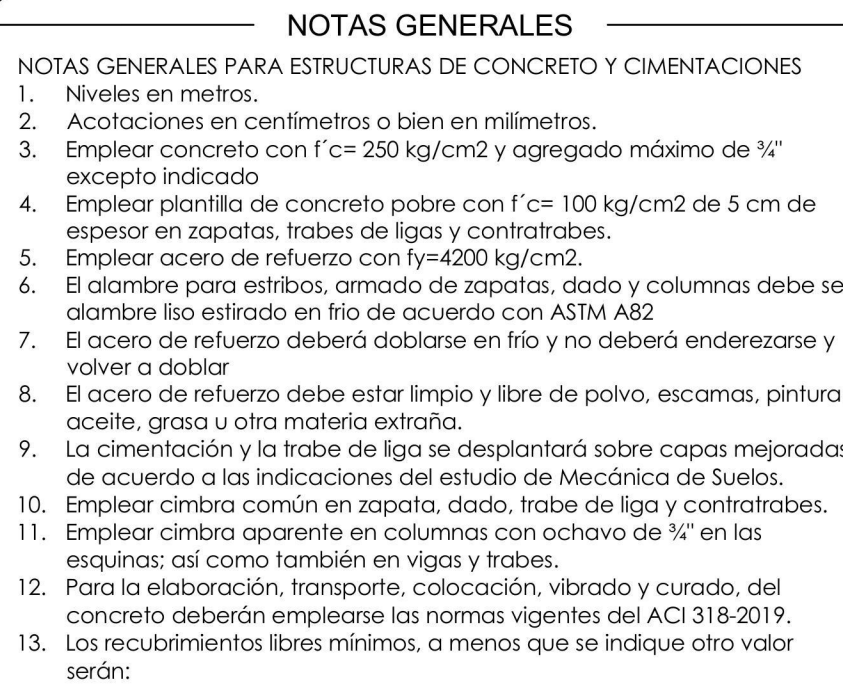 NOTAS GENERALES
NOTAS GENERALES PARA ESTRUCTURAS DE CONCRETO Y CIMENTACIONES
1. Niveles en metros.
2. Acotaciones en centímetros o bien en milímetros.
3. Emplear concreto con f´c= 250 kg/cm2 y agregado máximo de ¾"
excepto indicado
4. Emplear plantilla de concreto pobre con f´c= 100 kg/cm2 de 5 cm de
espesor en zapatas, trabes de ligas y contratrabes.
5. Emplear acero de refuerzo con fy=4200 kg/cm2.
6. El alambre para estribos, armado de zapatas, dado y columnas debe se
alambre liso estirado en frio de acuerdo con ASTM A82
7. El acero de refuerzo deberá doblarse en frío y no deberá enderezarse y
volver a doblar
8. El acero de refuerzo debe estar limpio y libre de polvo, escamas, pintura
aceite, grasa u otra materia extraña.
9. La cimentación y la trabe de liga se desplantará sobre capas mejoradas
de acuerdo a las indicaciones del estudio de Mecánica de Suelos.
10. Emplear cimbra común en zapata, dado, trabe de liga y contratrabes.
11. Emplear cimbra aparente en columnas con ochavo de ¾" en las
esquinas; así como también en vigas y trabes.
12. Para la elaboración, transporte, colocación, vibrado y curado, del
concreto deberán emplearse las normas vigentes del ACI 318-2019.
13. Los recubrimientos libres mínimos, a menos que se indique otro valor
serán: